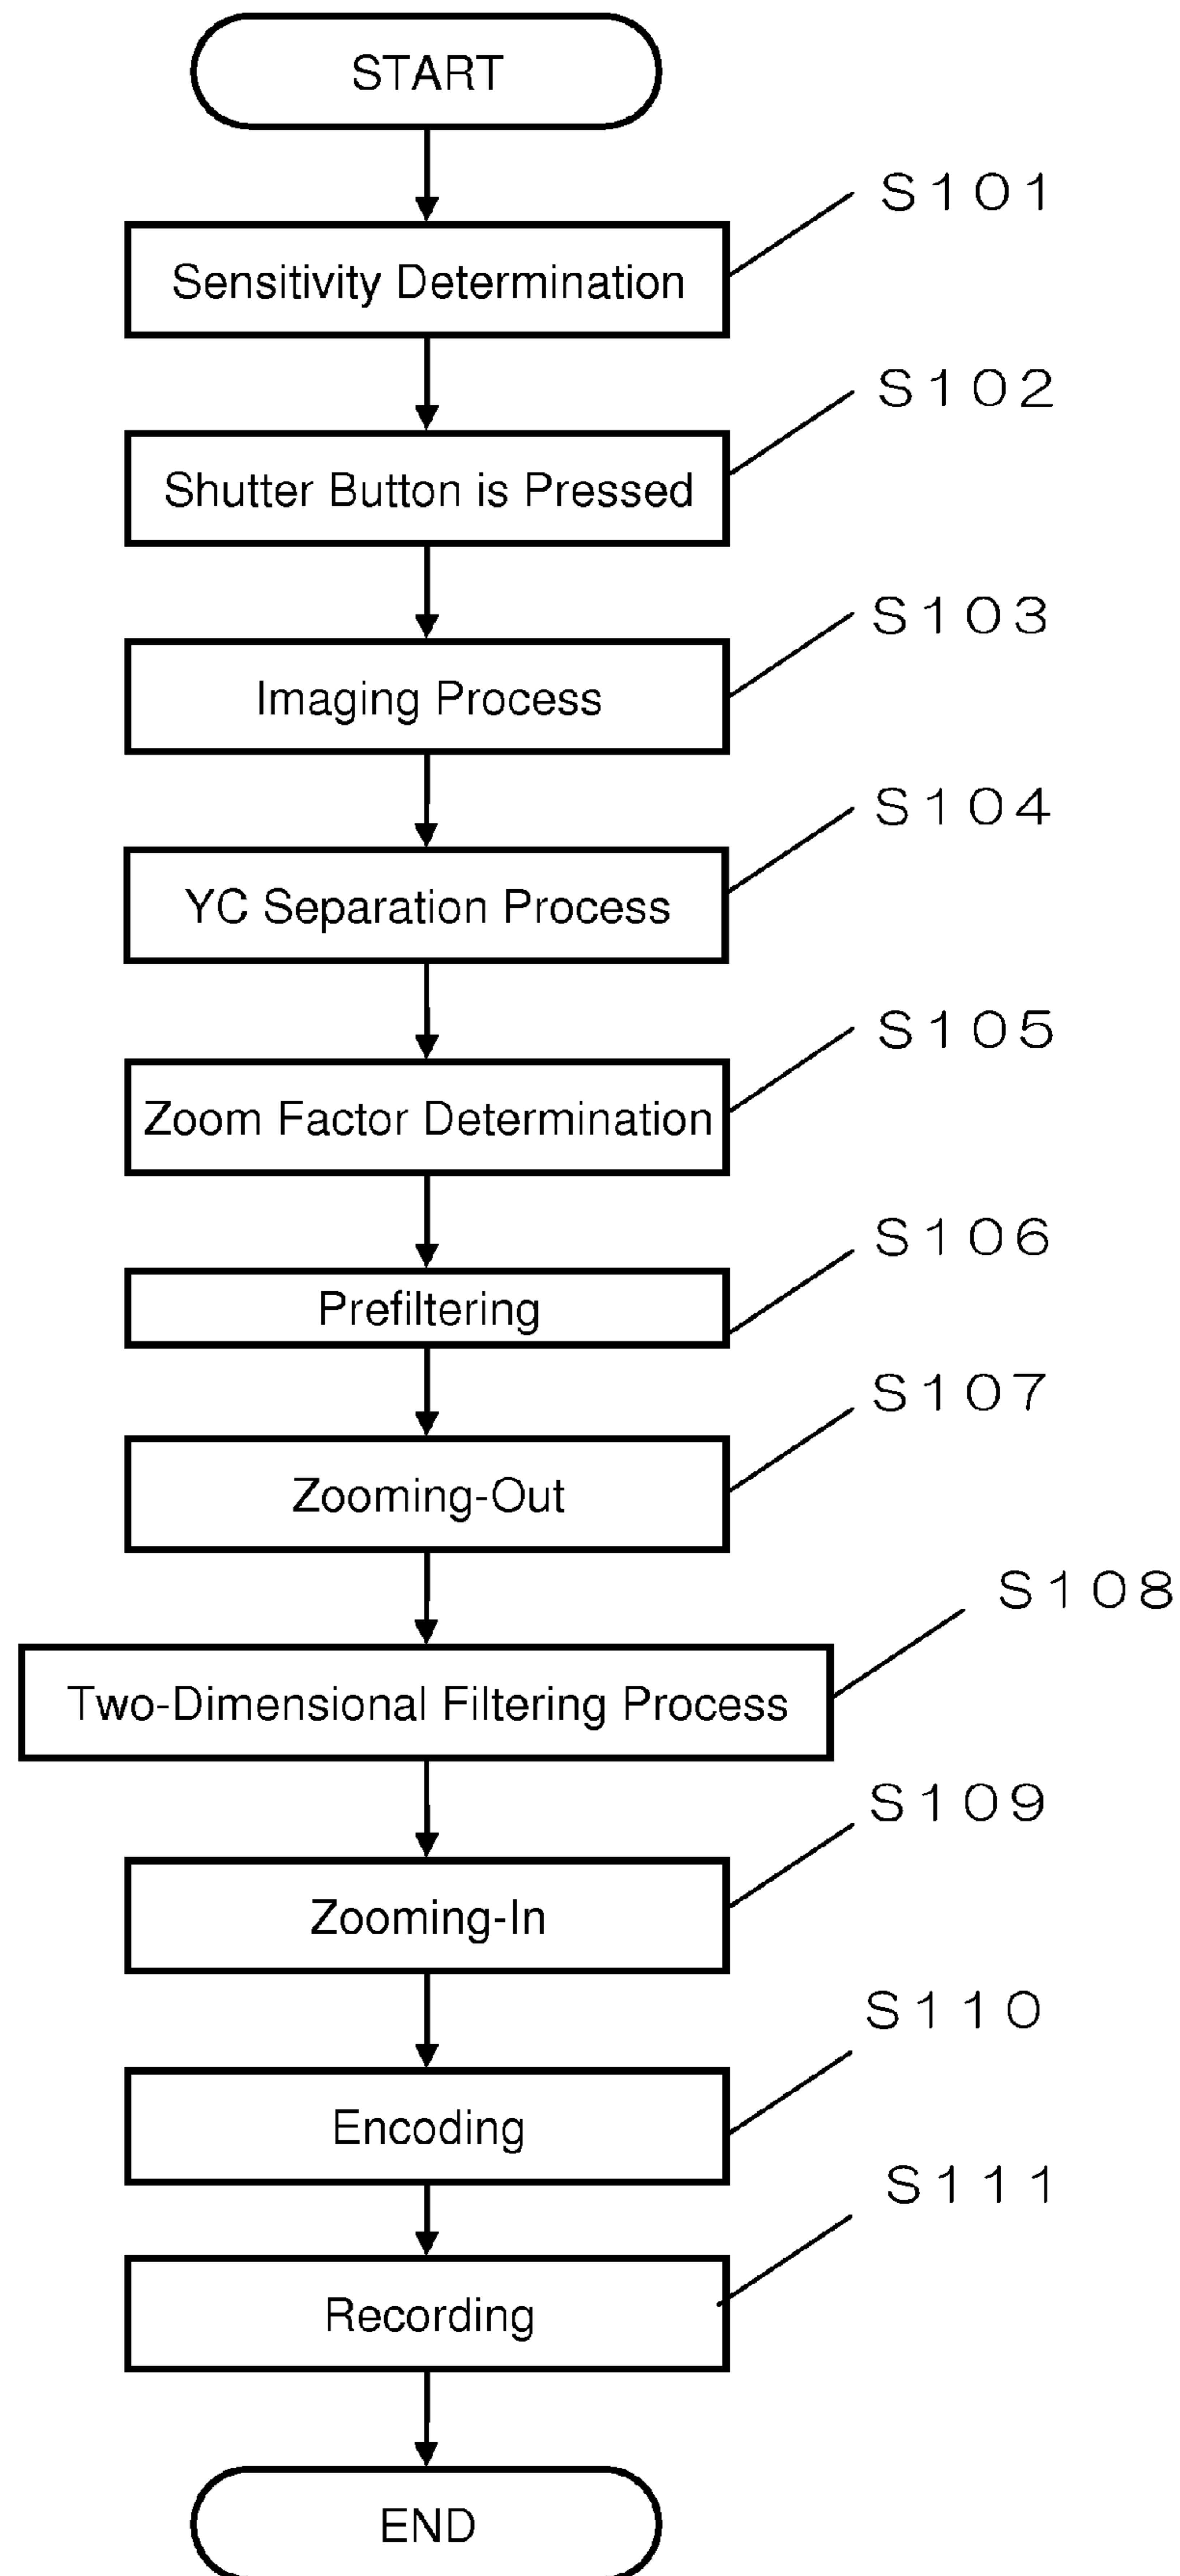 START
S101
Sensitivity Determination
S102
Shutter Button is Pressed
S103
Imaging Process
S104
YC Separation Process
S105
Zoom Factor Determination
S106
Prefiltering
S107
Zooming-Out
S108
Two-Dimensional Filtering Process
S109
Zooming-In
S110
Encoding
S111
Recording
END